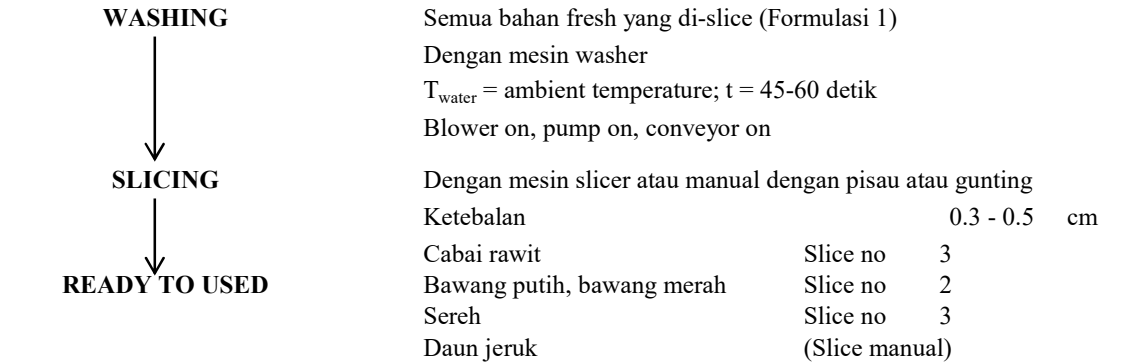 WASHING Semua bahan fresh yang di-slice (Formulasi 1)
Dengan mesin washer
Twater = ambient temperature; t = 45-60 detik
Blower on, pump on, conveyor on
SLICING Dengan mesin slicer atau manual dengan pisau atau gunting
Ketebalan 0.3 - 0.5 cm
Cabai rawit Slice no 3
READY TO USED Bawang putih, bawang merah Slice no 2
Sereh Slice no 3
Daun jeruk (Slice manual)